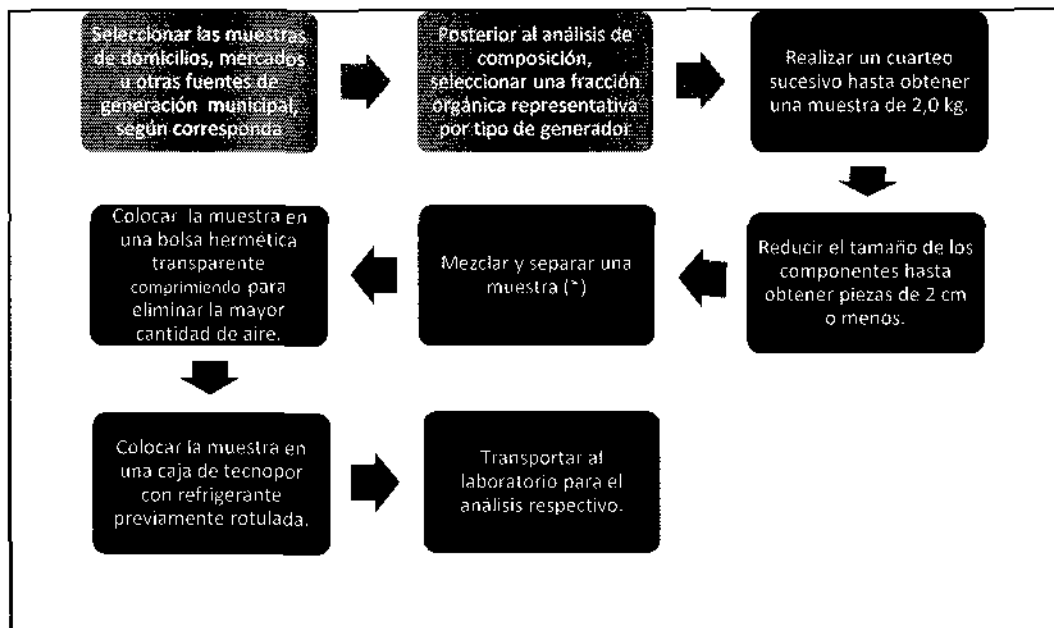 Seleccionar las muestras
de domicilios, mercados
u otras fuentes de
generación municipal,
según corresponda
Posterior al análisis de
composición,
seleccionar una fracción
orgánica representativa
por tipo de generador
Realizar un cuarteo
sucesivo hasta obtener
una muestra de 2,0 kg.
Reducir el tamaño de los
componentes hasta
obtener piezas de 2 cm
o menos.
Mezclar y separar una
muestra (*)
Colocar la muestra en
una bolsa hermética
transparente
comprimiendo para
eliminar la mayor
cantidad de aire.
Colocar la muestra en
una caja de tecnopor
con refrigerante
previamente rotulada.
Transportar al
laboratorio para el
análisis respectivo.